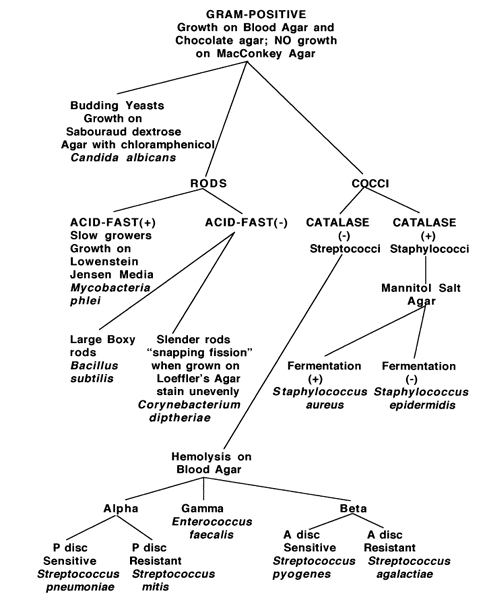 GRAM-POSITIVE
Growth on Blood Agar and
Chocolate agar; NO growth
on MacConkey Agar
Budding Yeasts
Growth on
Sabouraud dextrose
Agar with chloramphenicol
Candida albicans
RODS
COCCI
ACID-FAST(+)
Slow growers
Growth on
Lowenstein
Jensen Media
Mycobacteria
phlei
ACID-FAST(-)
CATALASE
(-)
Streptococci
CATALASE
(+)
Staphylococci
Mannitol Salt
Agar
Large Boxy
rods
Bacillus
subtilis
Slender rods
"snapping fission"
when grown on
Loeffler's Agar
stain unevenly
Corynebacterium
diptheriae
Fermentation
(+)
Staphylococcus
aureus
Fermentation
(-)
Staphylococcus
epidermidis
Hemolysis on
Blood Agar
Alpha
Gamma
Enterococcus
faecalis
Beta
P disc
Sensitive
Streptococcus
pneumoniae
P disc
Resistant
Streptococcus
mitis
A disc
Sensitive
Streptococcus
pyogenes
A disc
Resistant
Streptococcus
agalactiae